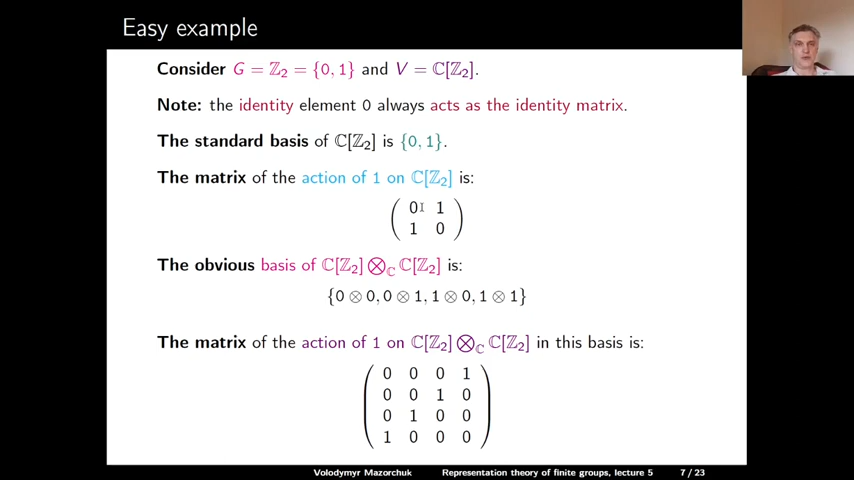 Easy example
Consider G = ℤ₂ = {0, 1} and V = ℂ[ℤ₂].
Note: the identity element 0 always acts as the identity matrix.
The standard basis of ℂ[ℤ₂] is {0, 1}.
The matrix of the action of 1 on ℂ[ℤ₂] is:
( 0 1
1 0 )
The obvious basis of ℂ[ℤ₂] ⊗_ℂ ℂ[ℤ₂] is:
{0 ⊗ 0, 0 ⊗ 1, 1 ⊗ 0, 1 ⊗ 1}
The matrix of the action of 1 on ℂ[ℤ₂] ⊗_ℂ ℂ[ℤ₂] in this basis is:
( 0 0 0 1
0 0 1 0
0 1 0 0
1 0 0 0 )
Volodymyr Mazorchuk Representation theory of finite groups, lecture 5 7 / 23